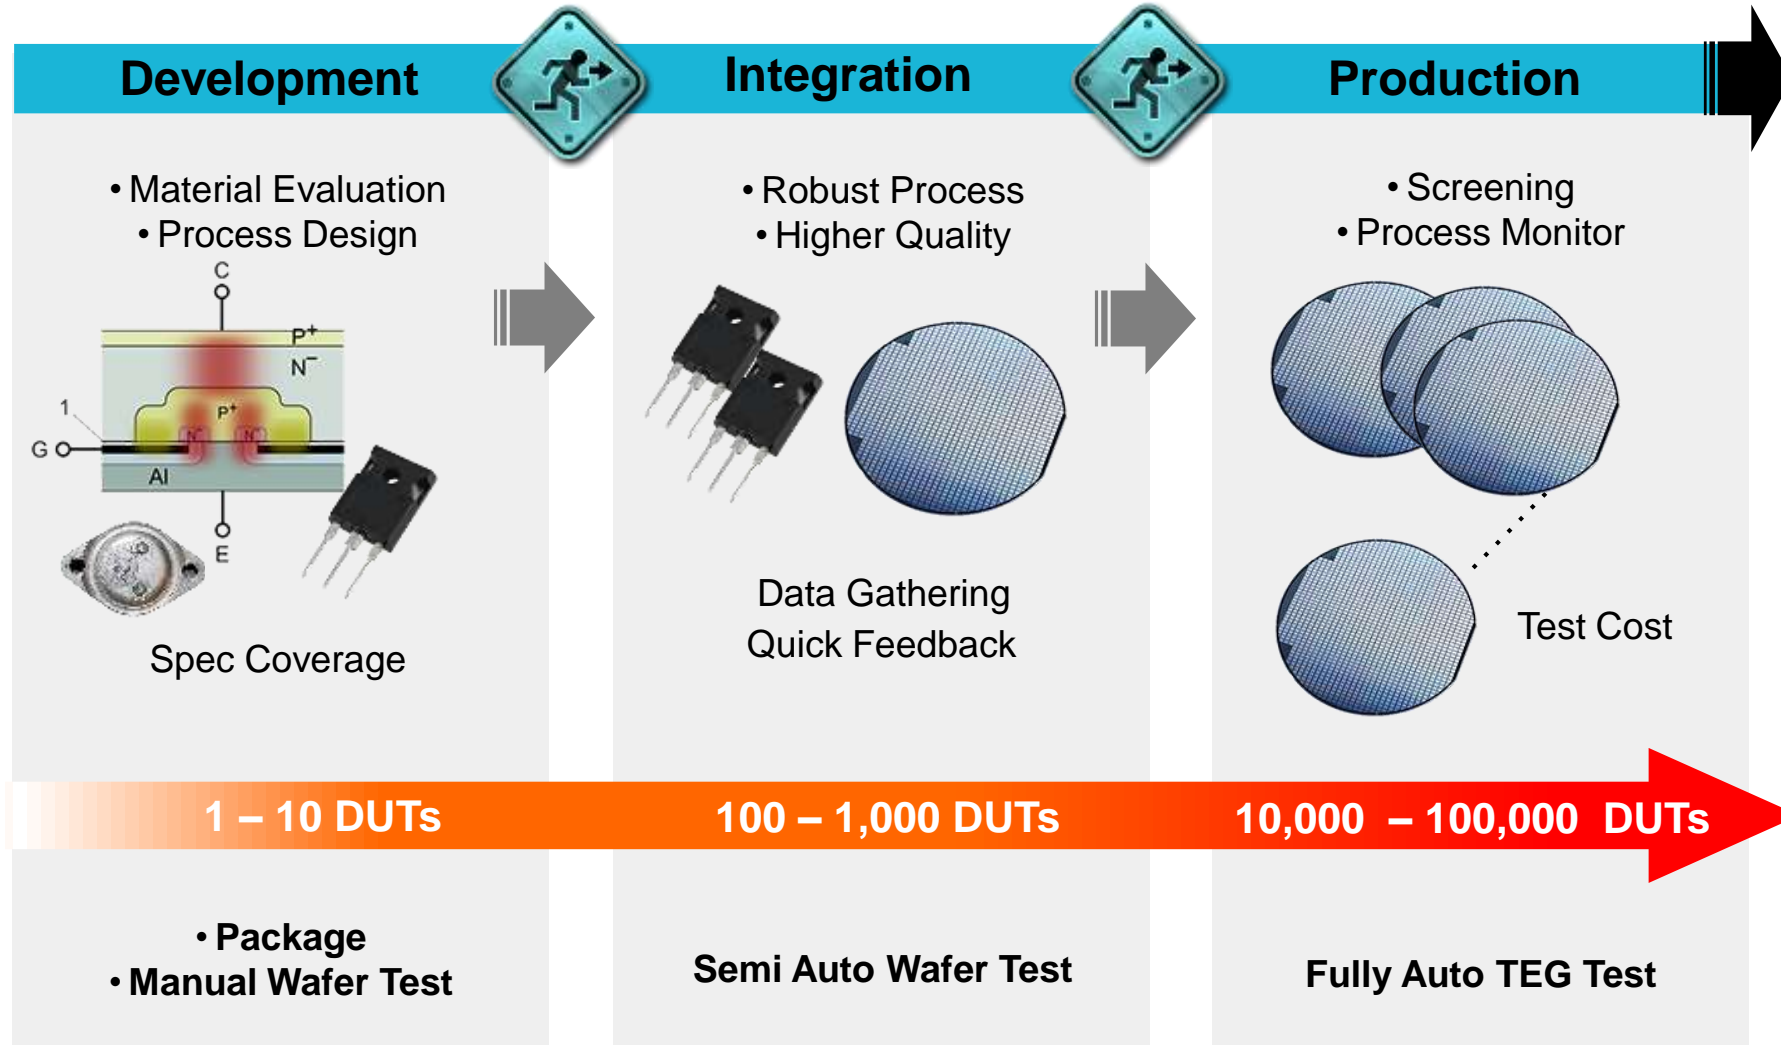 Development
Integration
Production
• Material Evaluation
• Process Design
C
P+
N−
P+
N+
N+
1
G
Al
E
Spec Coverage
• Robust Process
• Higher Quality
Data Gathering
Quick Feedback
• Screening
• Process Monitor
Test Cost
1 – 10 DUTs
100 – 1,000 DUTs
10,000 – 100,000 DUTs
• Package
• Manual Wafer Test
Semi Auto Wafer Test
Fully Auto TEG Test